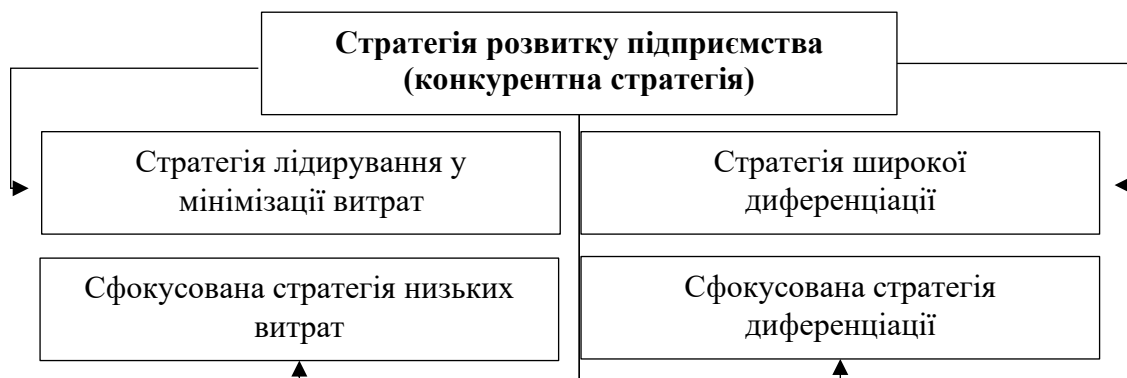 Стратегія розвитку підприємства
(конкурентна стратегія)
Стратегія лідирування у
мінімізації витрат
Стратегія широкої
диференціації
Сфокусована стратегія низьких
витрат
Сфокусована стратегія
диференціації